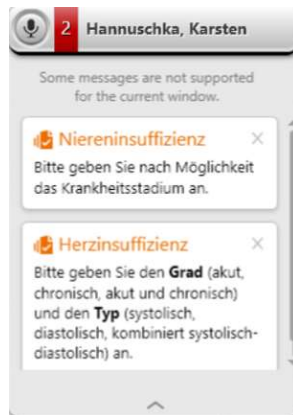 2 Hannuschka, Karsten
Some messages are not supported
for the current window.
Niereninsuffizienz
Bitte geben Sie nach Möglichkeit
das Krankheitsstadium an.
Herzinsuffizienz
Bitte geben Sie den Grad (akut,
chronisch, akut und chronisch)
und den Typ (systolisch,
diastolisch, kombiniert systolisch-
diastolisch) an.